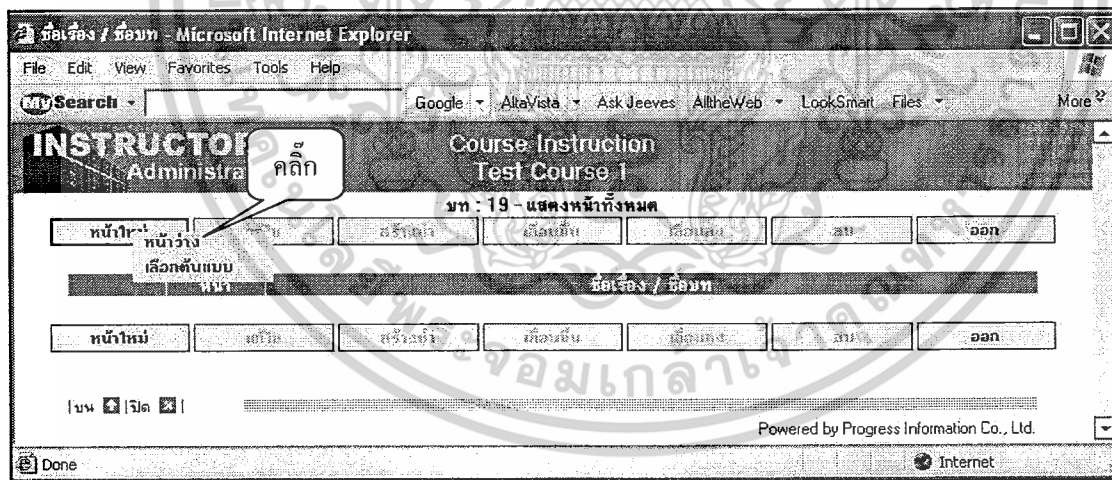 ชื่อเรื่อง / ชื่อบท - Microsoft Internet Explorer
File Edit View Favorites Tools Help
My Search Google AltaVista Ask Jeeves AlltheWeb LookSmart Files More
INSTRUCTOR Course Instruction
Administra Test Course 1
คลิ๊ก
บท : 19 - แสดงหน้าทั้งหมด
หน้าใหม่ แก้ไข สร้างซ้ำ เลื่อนขึ้น เลื่อนลง ลบ ออก
หน้าว่าง
เลือกต้นแบบ
หน้า ชื่อเรื่อง / ชื่อบท
หน้าใหม่ แก้ไข สร้างซ้ำ เลื่อนขึ้น เลื่อนลง ลบ ออก
|บน |ปิด |
Powered by Progress Information Co., Ltd.
Done Internet